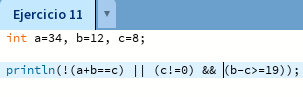 Ejercicio 11
int a=34, b=12, c=8;
println(!(a+b==c) || (c!=0) && (b-c>=19));